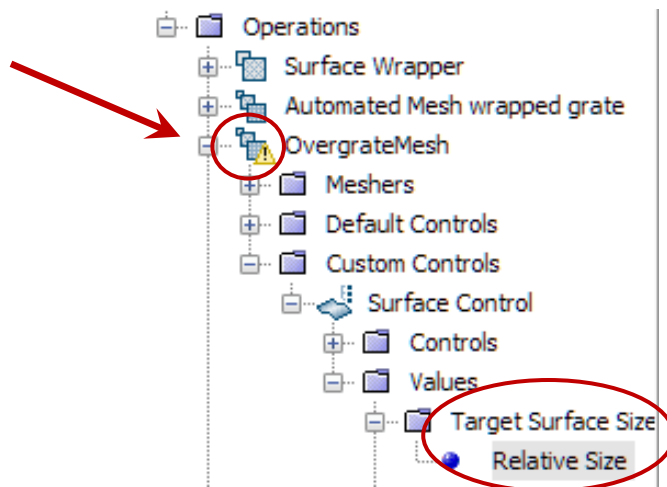 Operations
Surface Wrapper
Automated Mesh wrapped grate
OvergrateMesh
Meshers
Default Controls
Custom Controls
Surface Control
Controls
Values
Target Surface Size
Relative Size